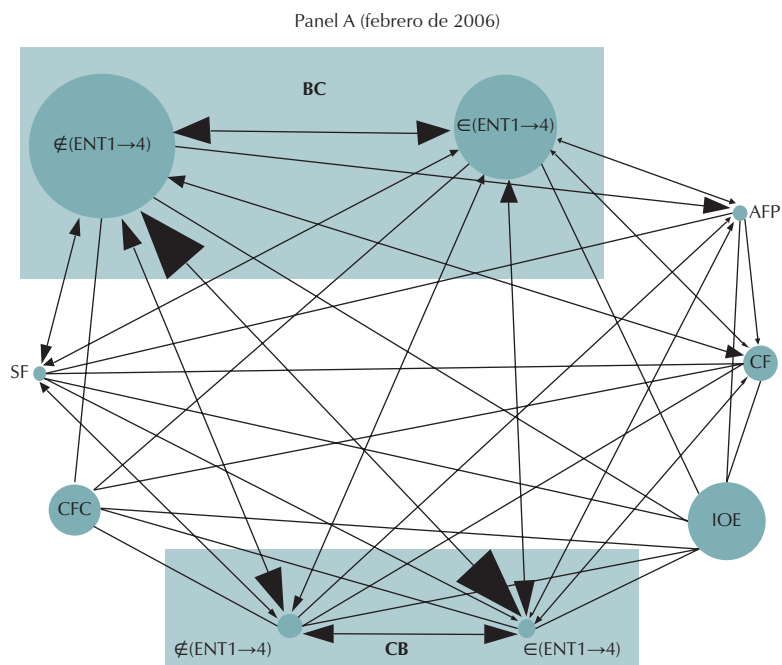 Panel A (febrero de 2006)
BC
∉(ENT1→4)
∈(ENT1→4)
AFP
SF
CF
CFC
IOE
∉(ENT1→4)
CB
∈(ENT1→4)